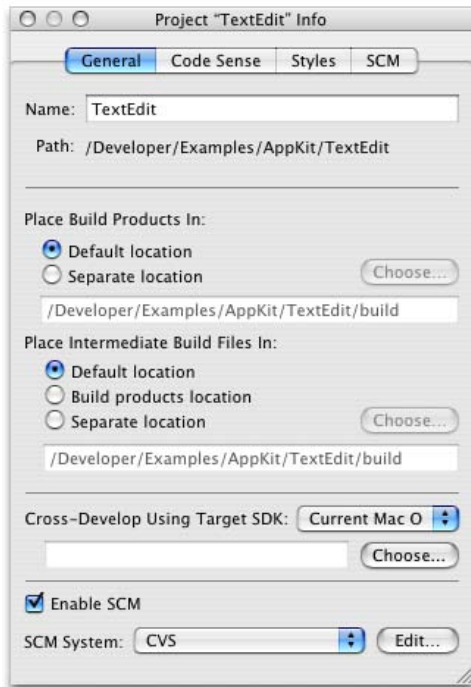 Project “TextEdit” Info
General Code Sense Styles SCM
Name: TextEdit
Path: /Developer/Examples/AppKit/TextEdit
Place Build Products In:
Default location
Separate location Choose...
/Developer/Examples/AppKit/TextEdit/build
Place Intermediate Build Files In:
Default location
Build products location
Separate location Choose...
/Developer/Examples/AppKit/TextEdit/build
Cross-Develop Using Target SDK: Current Mac O
Choose...
Enable SCM
SCM System: CVS Edit...